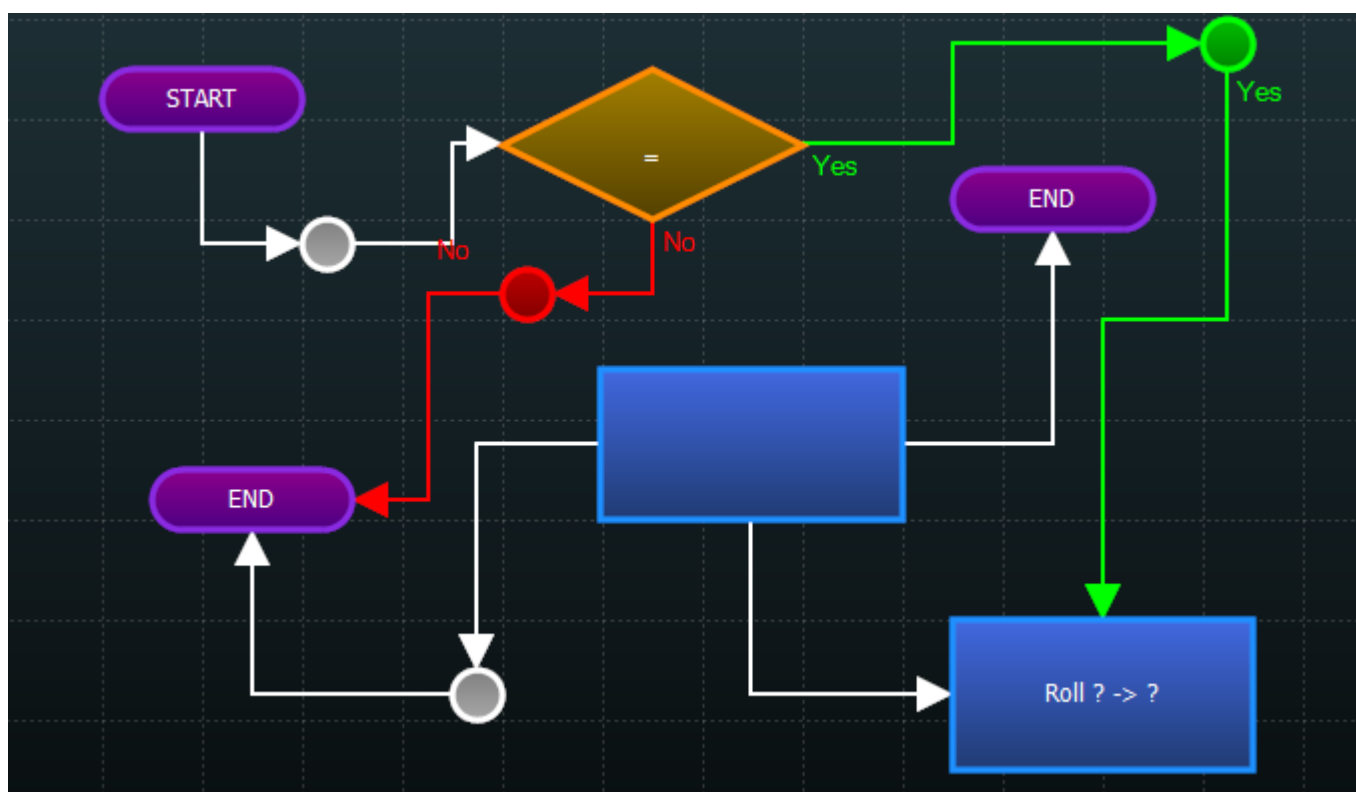 START
=
Yes
Yes
END
No
No
END
Roll ? -> ?